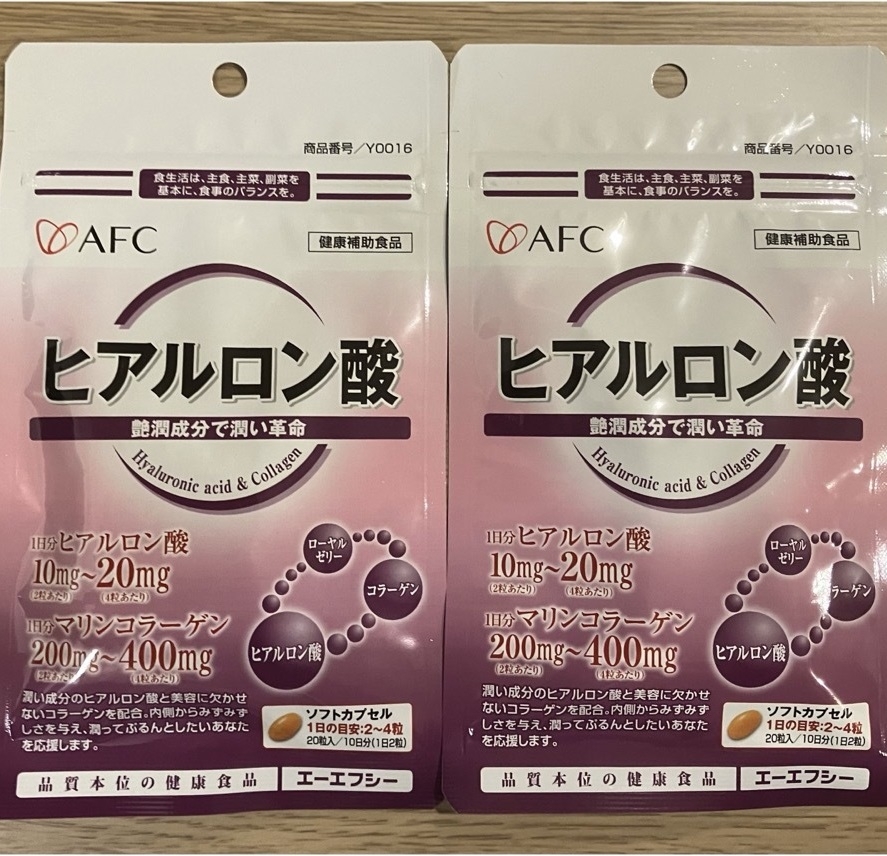 商品番号/Y0016
食生活は、主食、主菜、副菜を
基本に、食事のバランスを。
AFC
健康補助食品
ヒアルロン酸
艶潤成分で潤い革命
Hyaluronic acid & Collagen
1日分ヒアルロン酸
10mg~20mg
(2粒あたり) (4粒あたり)
1日分マリンコラーゲン
200mg~400mg
(2粒あたり) (4粒あたり)
ローヤル
ゼリー
コラーゲン
ヒアルロン酸
潤い成分のヒアルロン酸と美容に欠かせ
ないコラーゲンを配合。内側からみずみず
しさを与え、潤ってぷるんとしたいあなた
を応援します。
ソフトカプセル
1日の目安:2~4粒
20粒入/10日分(1日2粒)
品質本位の健康食品
エーエフシー
商品番号/Y0016
食生活は、主食、主菜、副菜を
基本に、食事のバランスを。
AFC
健康補助食品
ヒアルロン酸
艶潤成分で潤い革命
Hyaluronic acid & Collagen
1日分ヒアルロン酸
10mg~20mg
(2粒あたり) (4粒あたり)
1日分マリンコラーゲン
200mg~400mg
(2粒あたり) (4粒あたり)
ローヤル
ゼリー
コラーゲン
ヒアルロン酸
潤い成分のヒアルロン酸と美容に欠かせ
ないコラーゲンを配合。内側からみずみず
しさを与え、潤ってぷるんとしたいあなた
を応援します。
ソフトカプセル
1日の目安:2~4粒
20粒入/10日分(1日2粒)
品質本位の健康食品
エーエフシー